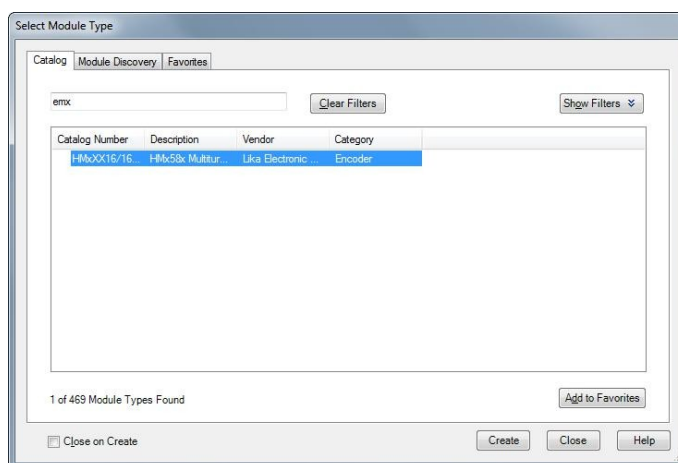 Select Module Type
Catalog Module Discovery Favorites
emx Clear Filters Show Filters
Catalog Number Description Vendor Category
HMxXX16/16... HMx58x Multitur... Lika Electronic ... Encoder
1 of 469 Module Types Found Add to Favorites
Close on Create Create Close Help